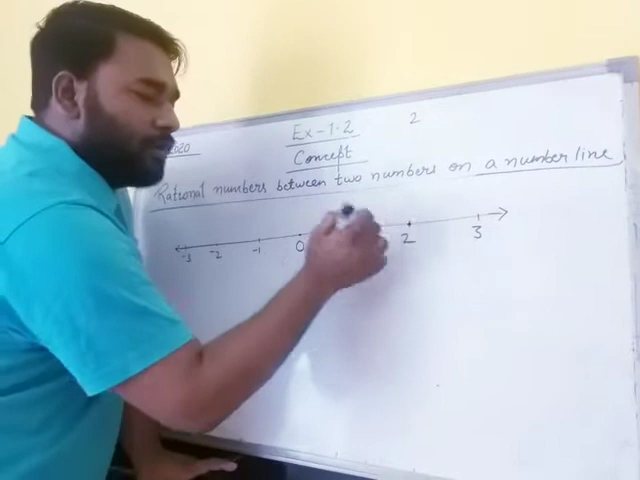 2020
Ex-1.2
2
Concept
Rational numbers between two numbers on a number line
-3 -2 -1 0 2 3